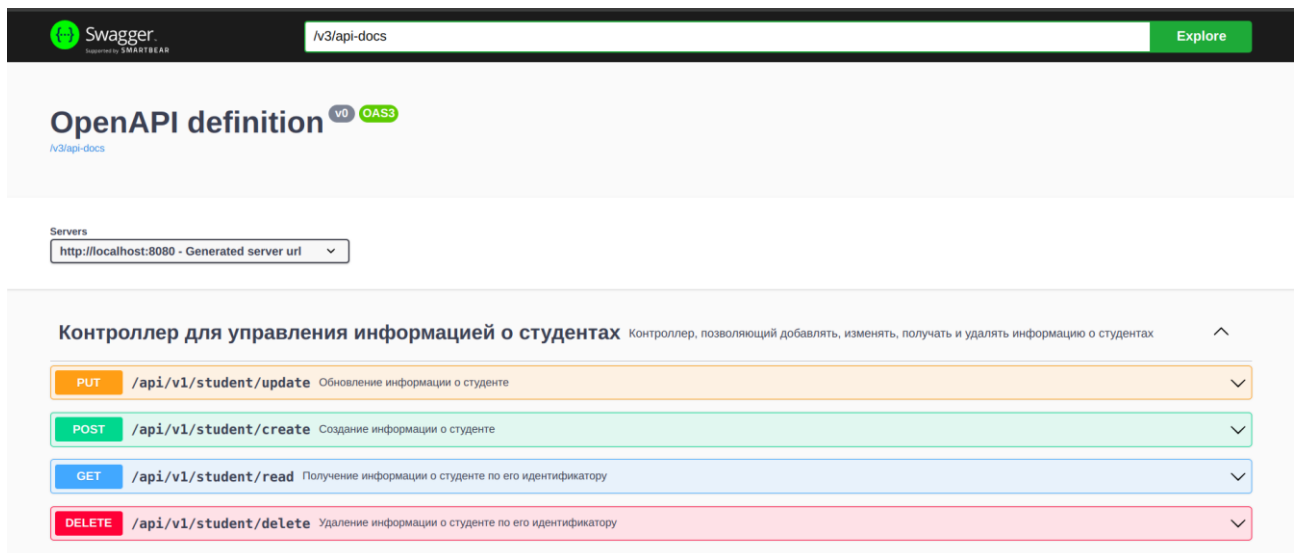 {··} Swagger.
Supported by SMARTBEAR
/v3/api-docs
Explore
OpenAPI definition v0 OAS3
/v3/api-docs
Servers
http://localhost:8080 - Generated server url
Контроллер для управления информацией о студентах Контроллер, позволяющий добавлять, изменять, получать и удалять информацию о студентах
PUT /api/v1/student/update Обновление информации о студенте
POST /api/v1/student/create Создание информации о студенте
GET /api/v1/student/read Получение информации о студенте по его идентификатору
DELETE /api/v1/student/delete Удаление информации о студенте по его идентификатору